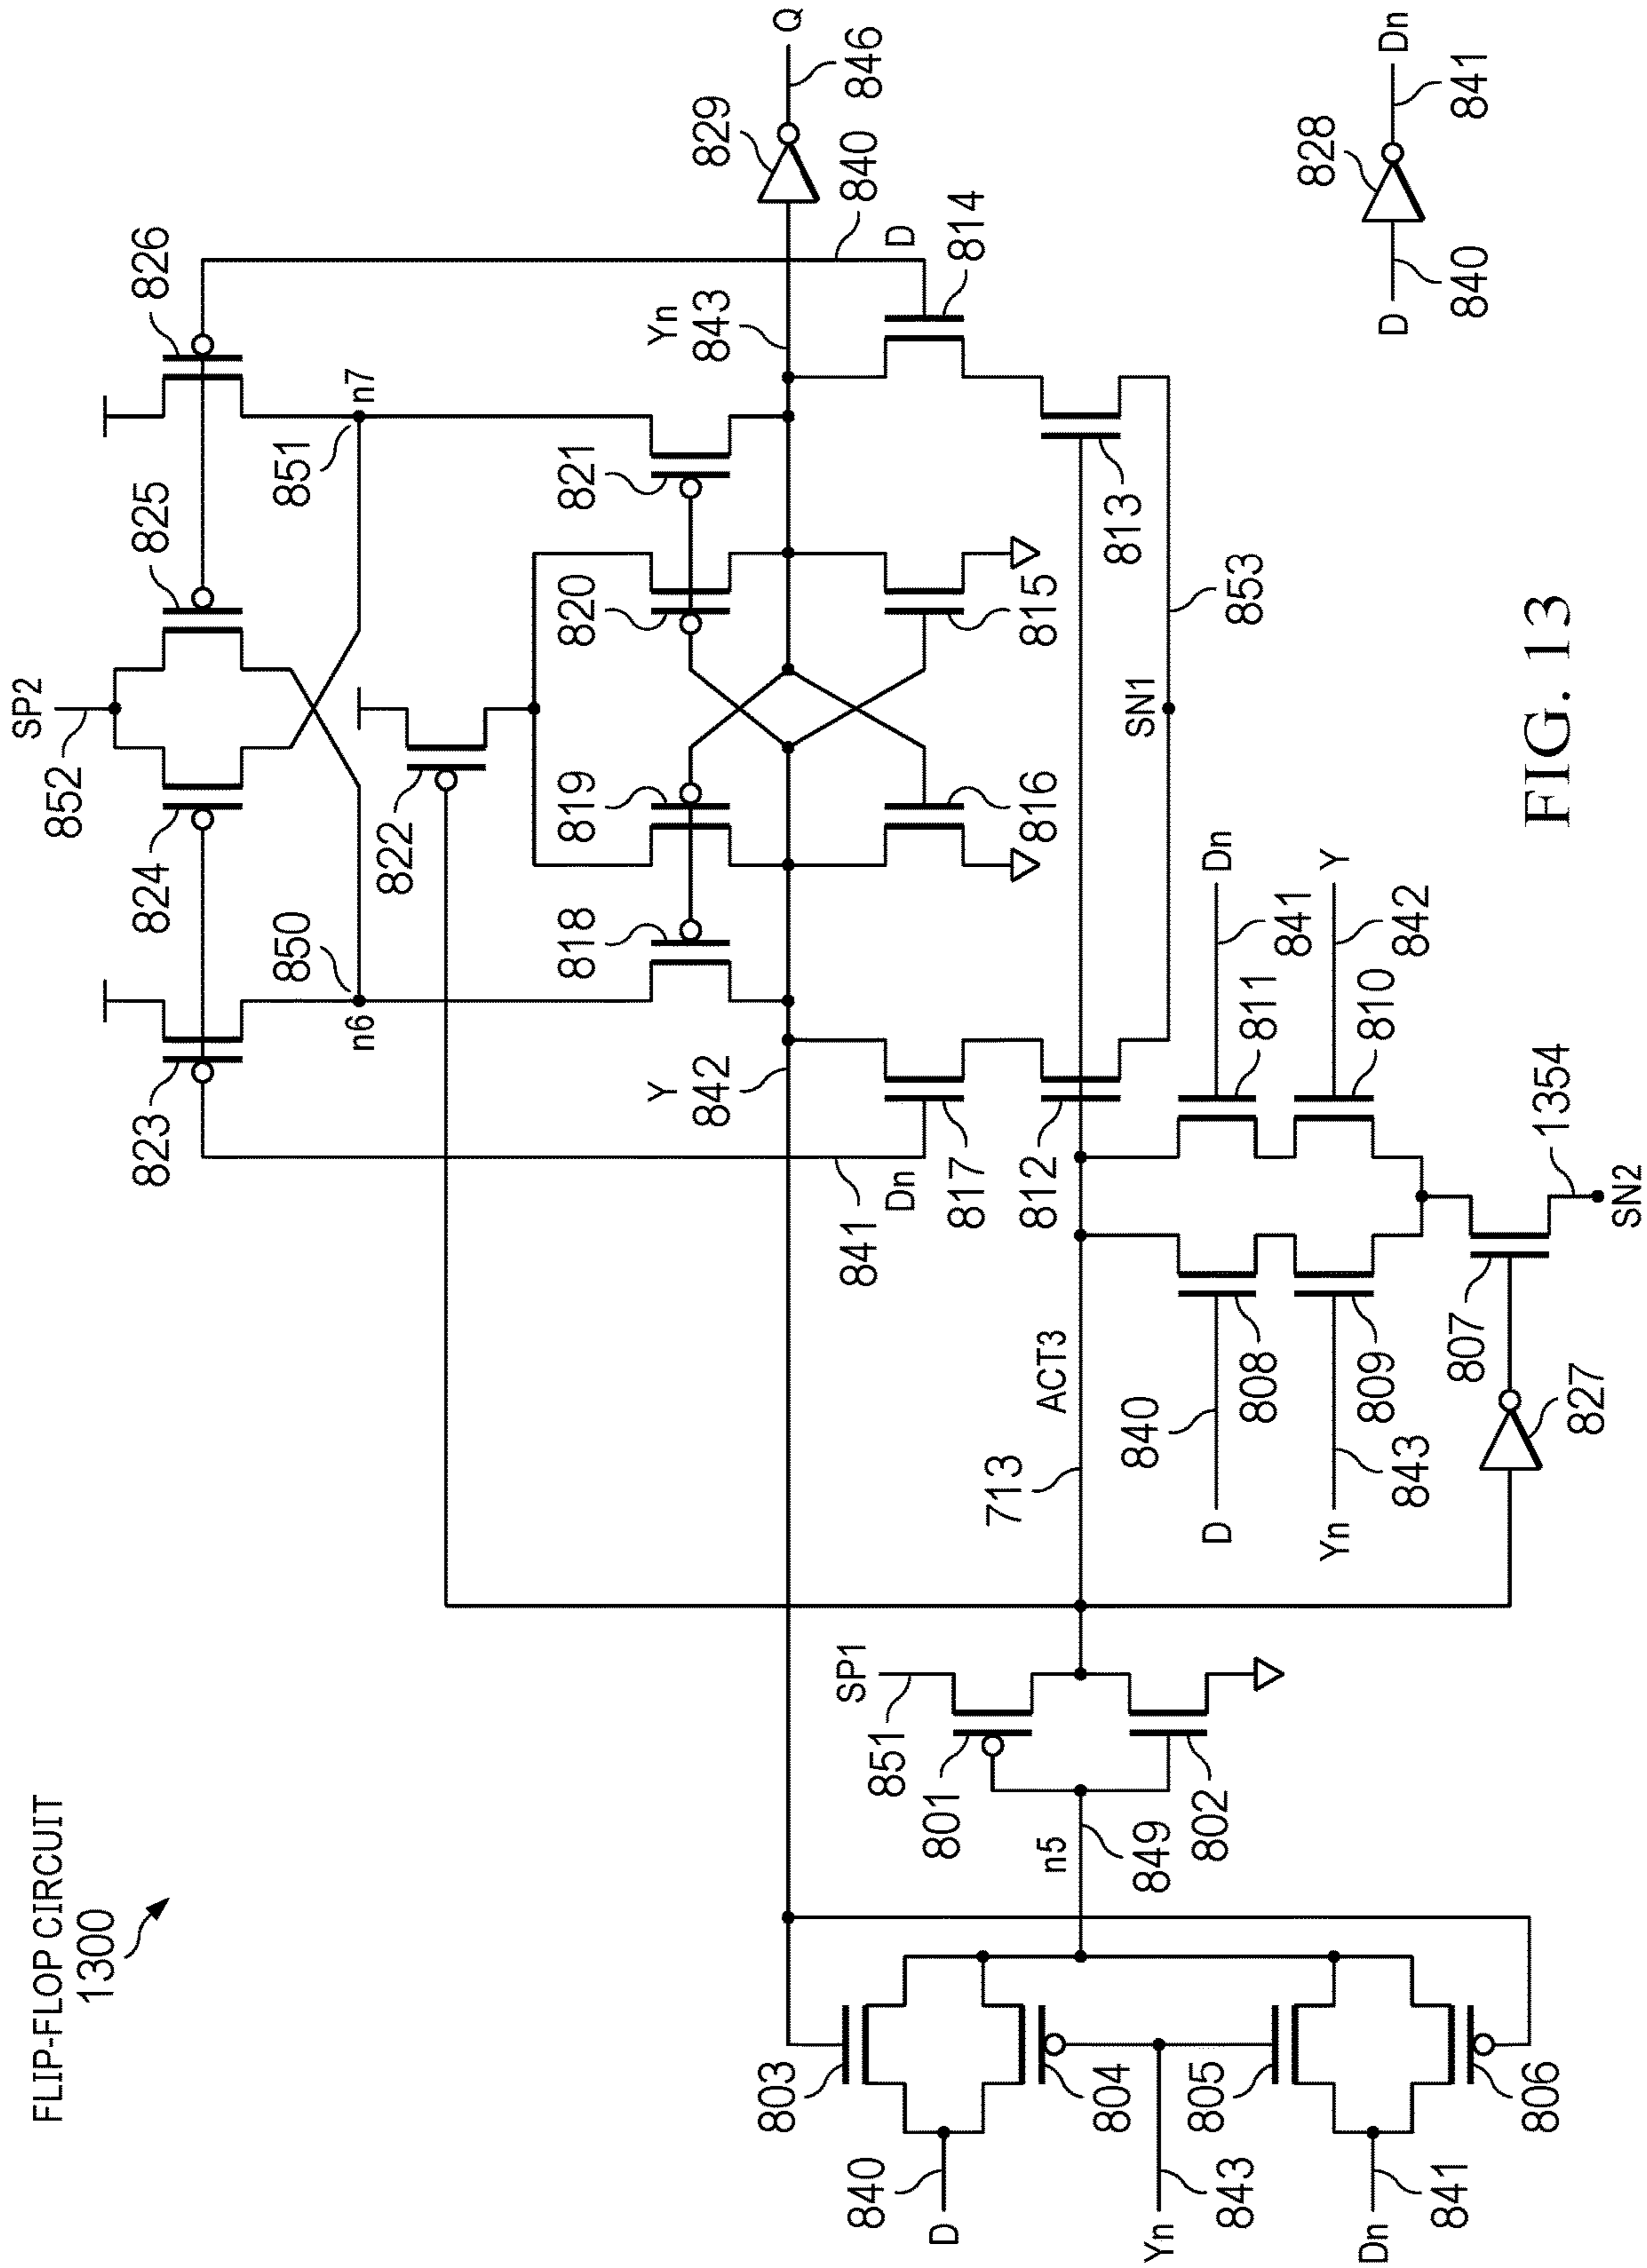 FLIP-FLOP CIRCUIT
1300
SP2
852
823
824
825
826
n6
850
851
n7
822
818
819
820
821
Y
842
Yn
843
829
Q
846
840
D
814
841
Dn
817
812
816
815
813
SN1
853
D
840
803
804
Yn
843
805
Dn
841
806
n5
849
SP1
851
801
802
713
ACT3
D
840
808
Yn
843
809
811
841
Dn
810
842
Y
807
827
1354
SN2
D
840
828
841
Dn
FIG. 13